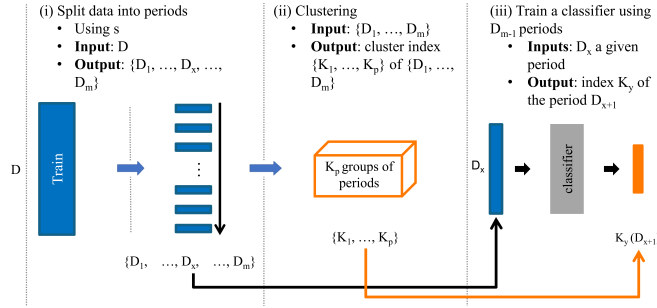 (i) Split data into periods
• Using s
• Input: D
• Output: {D1, …, Dx, …,
Dm}
(ii) Clustering
• Input: {D1, …, Dm}
• Output: cluster index
{K1, …, Kp} of {D1, …,
Dm}
(iii) Train a classifier using
Dm-1 periods
• Inputs: Dx a given
period
• Output: index Ky of
the period Dx+1
D
Train
⋮
{D1, …, Dx, …, Dm}
Kp groups of
periods
{K1, …, Kp}
Dx
classifier
Ky (Dx+1